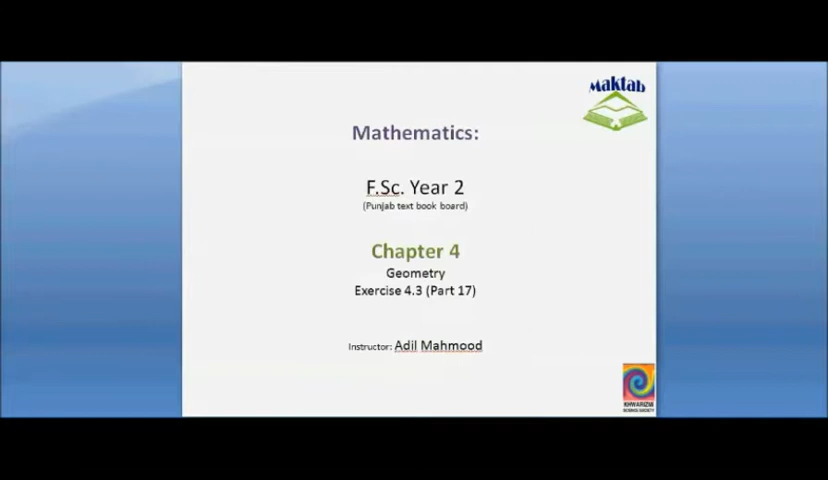 Maktab
Mathematics:
F.Sc. Year 2
(Punjab text book board)
Chapter 4
Geometry
Exercise 4.3 (Part 17)
Instructor: Adil Mahmood
KHWARIZMI
SCIENCE SOCIETY